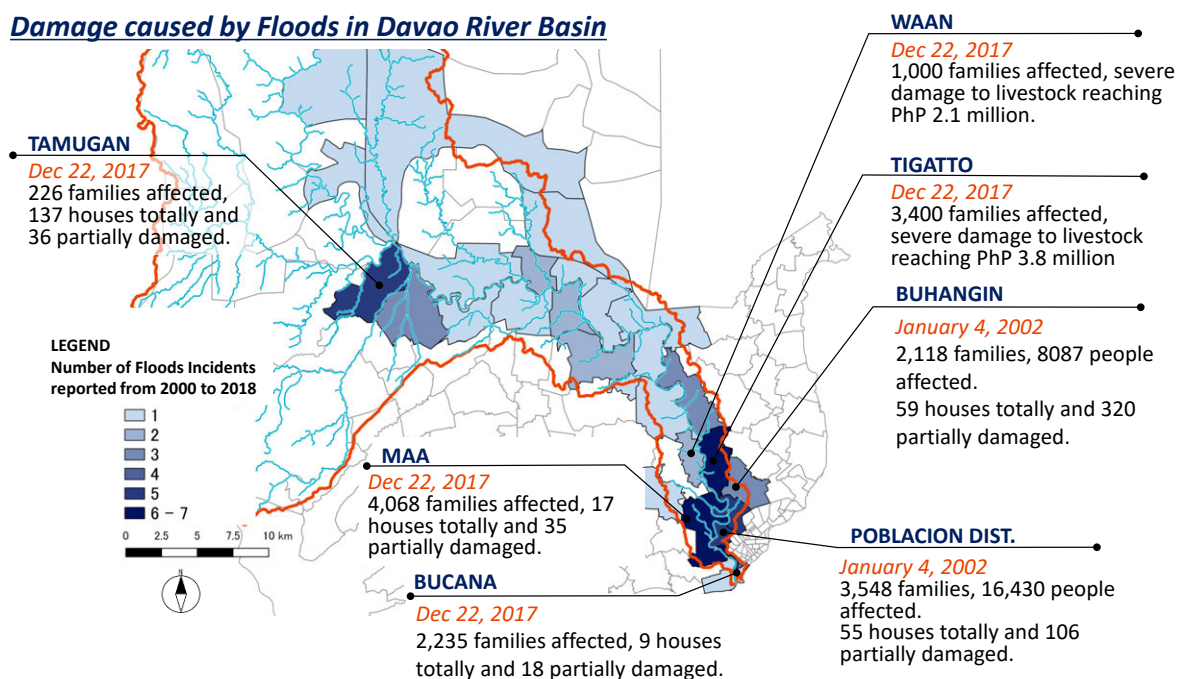 Damage caused by Floods in Davao River Basin
WAAN
Dec 22, 2017
1,000 families affected, severe
damage to livestock reaching
PhP 2.1 million.
TAMUGAN
Dec 22, 2017
226 families affected,
137 houses totally and
36 partially damaged.
TIGATTO
Dec 22, 2017
3,400 families affected,
severe damage to livestock
reaching PhP 3.8 million
BUHANGIN
January 4, 2002
2,118 families, 8087 people
affected.
59 houses totally and 320
partially damaged.
LEGEND
Number of Floods Incidents
reported from 2000 to 2018
1
2
3
4
5
6 – 7
0 2.5 5 7.5 10 km
N
MAA
Dec 22, 2017
4,068 families affected, 17
houses totally and 35
partially damaged.
BUCANA
Dec 22, 2017
2,235 families affected, 9 houses
totally and 18 partially damaged.
POBLACION DIST.
January 4, 2002
3,548 families, 16,430 people
affected.
55 houses totally and 106
partially damaged.